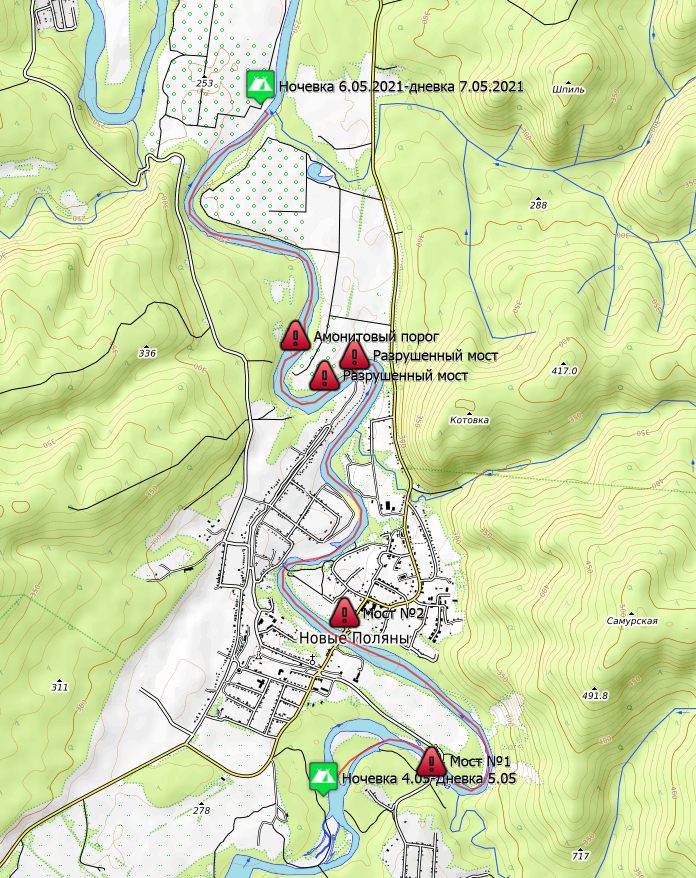 253
Ночевка 6.05.2021-дневка 7.05.2021
Шпиль
288
336
Амонитовый порог
Разрушенный мост
Разрушенный мост
417.0
Котовка
Мост №2
Новые Поляны
Самурская
311
491.8
Мост №1
Ночевка 4.05-Дневка 5.05
278
717